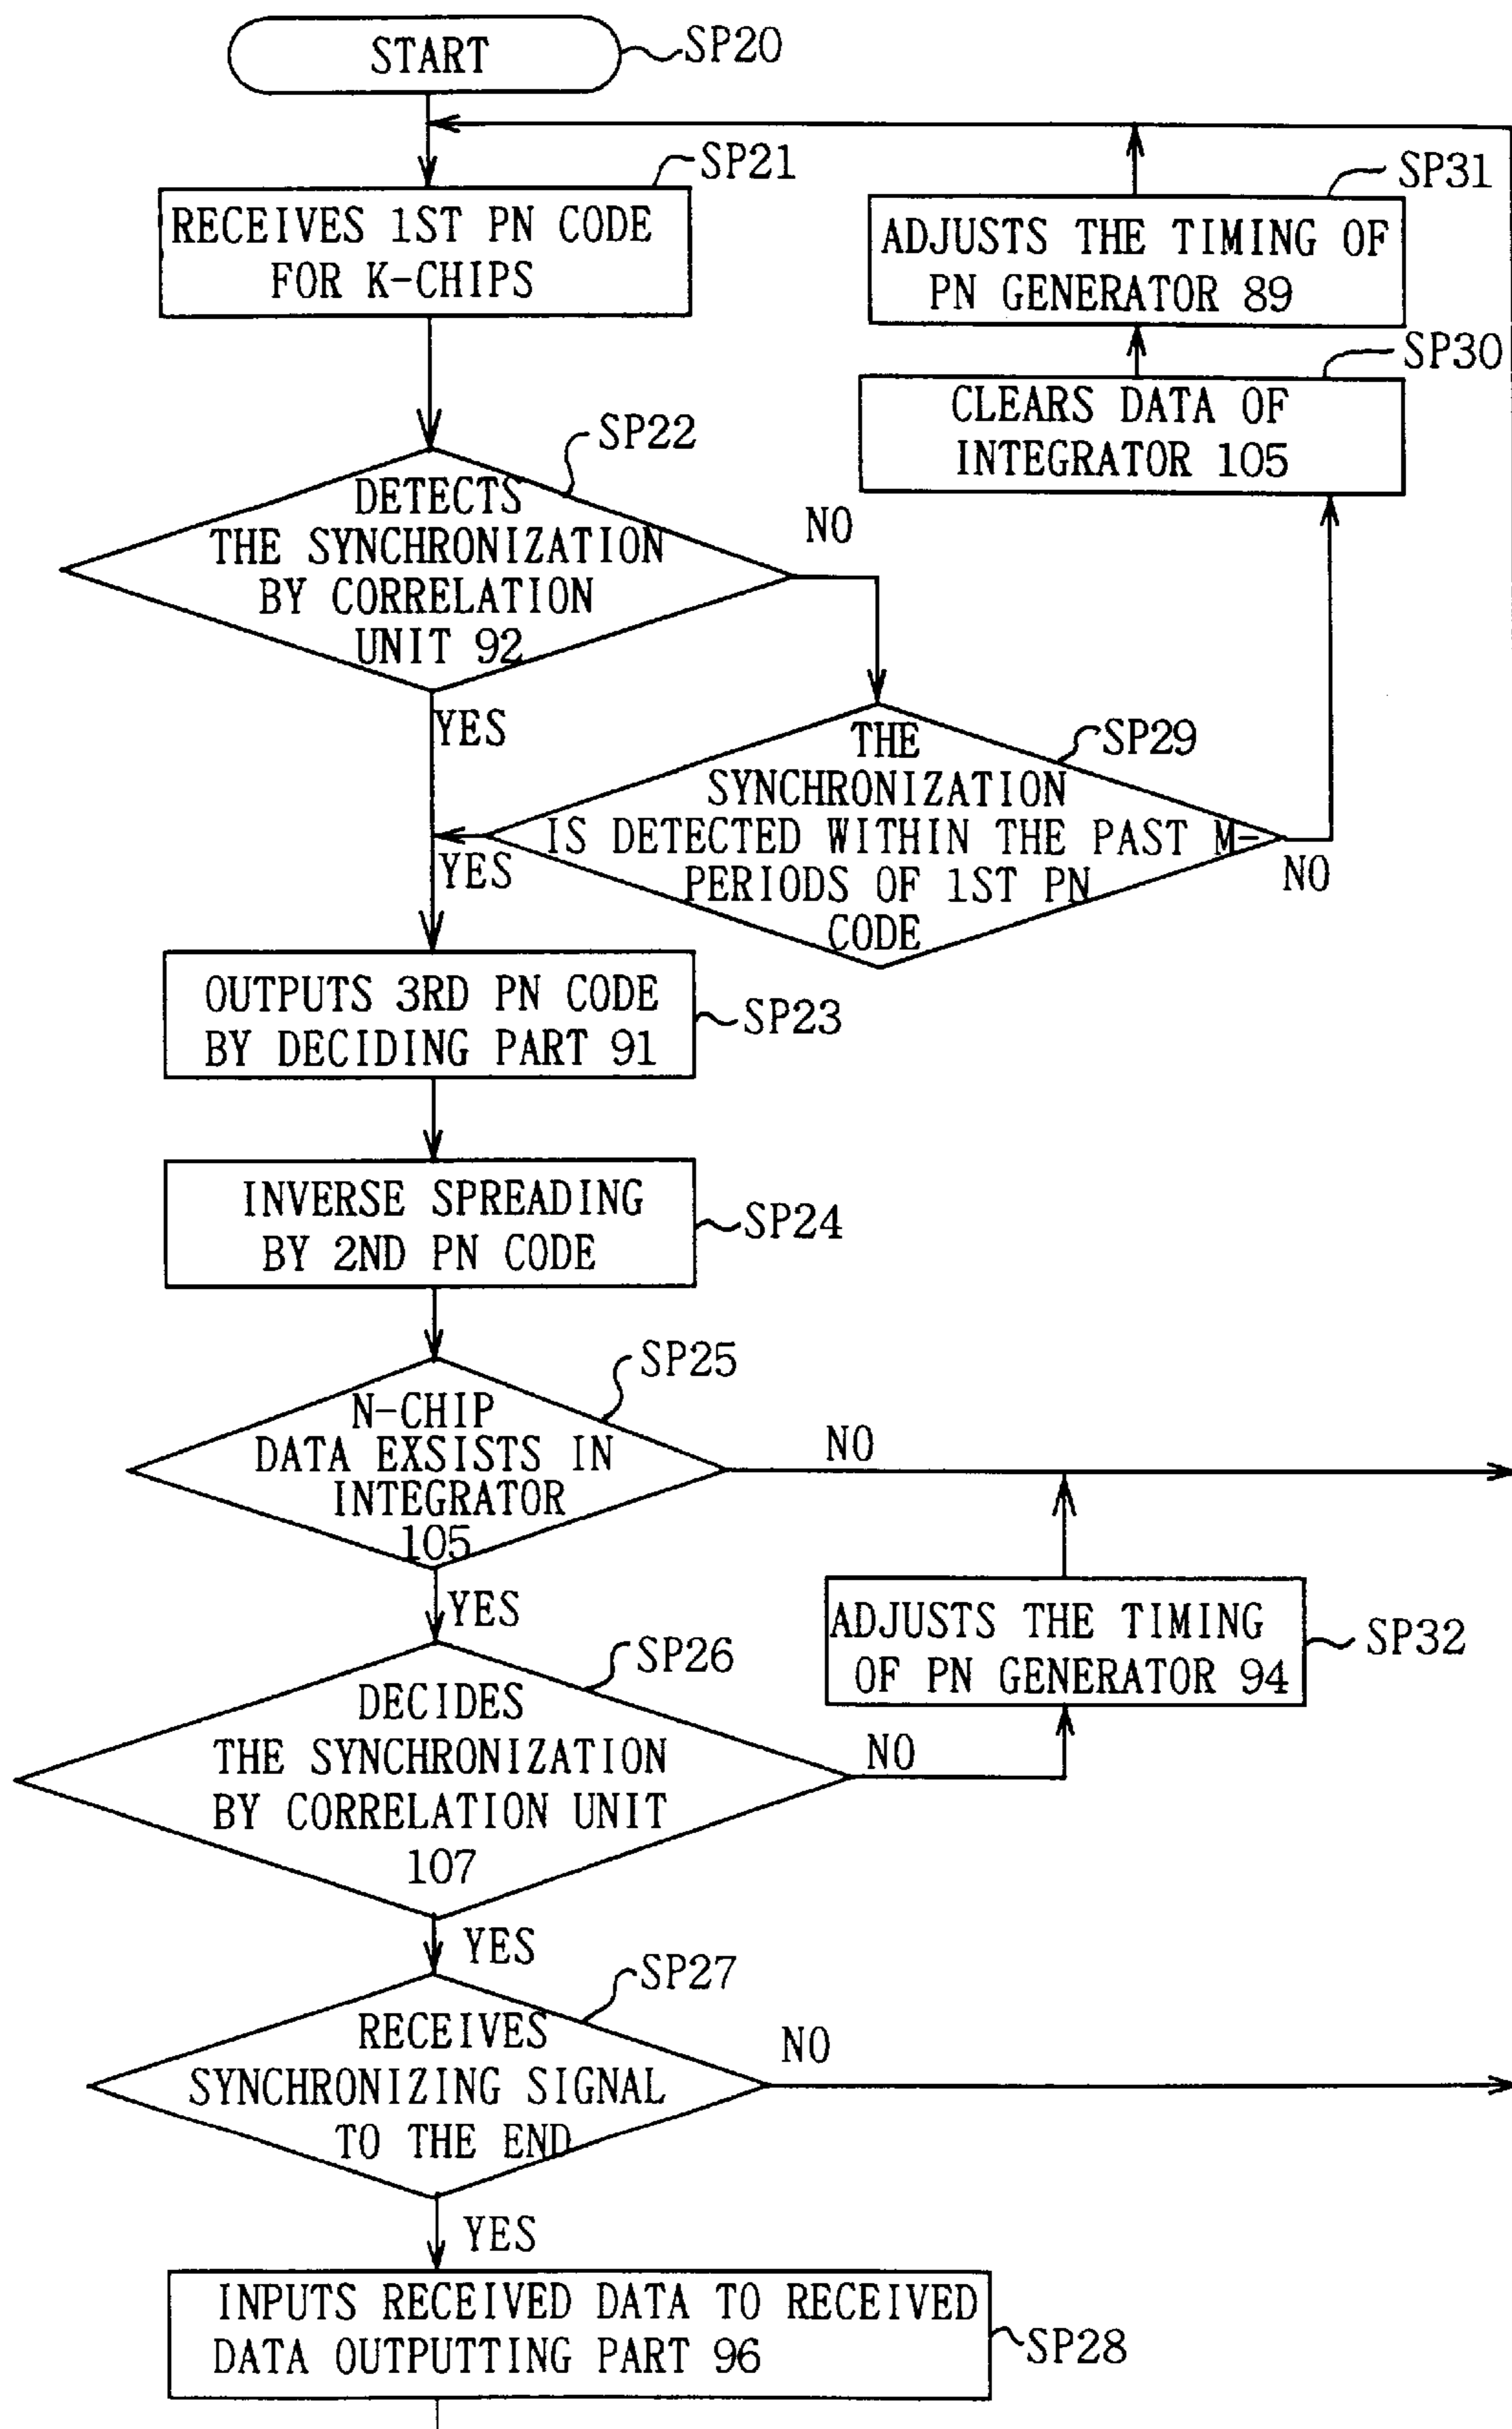 START
SP20
SP21
RECEIVES 1ST PN CODE
FOR K-CHIPS
SP31
ADJUSTS THE TIMING OF
PN GENERATOR 89
SP30
CLEARS DATA OF
INTEGRATOR 105
SP22
DETECTS
THE SYNCHRONIZATION
BY CORRELATION
UNIT 92
NO
YES
SP29
THE
SYNCHRONIZATION
IS DETECTED WITHIN THE PAST M-
PERIODS OF 1ST PN
CODE
YES
NO
OUTPUTS 3RD PN CODE
BY DECIDING PART 91
SP23
INVERSE SPREADING
BY 2ND PN CODE
SP24
SP25
N-CHIP
DATA EXSISTS IN
INTEGRATOR
105
NO
YES
ADJUSTS THE TIMING
OF PN GENERATOR 94
SP32
SP26
DECIDES
THE SYNCHRONIZATION
BY CORRELATION UNIT
107
NO
YES
SP27
RECEIVES
SYNCHRONIZING SIGNAL
TO THE END
NO
YES
INPUTS RECEIVED DATA TO RECEIVED
DATA OUTPUTTING PART 96
SP28